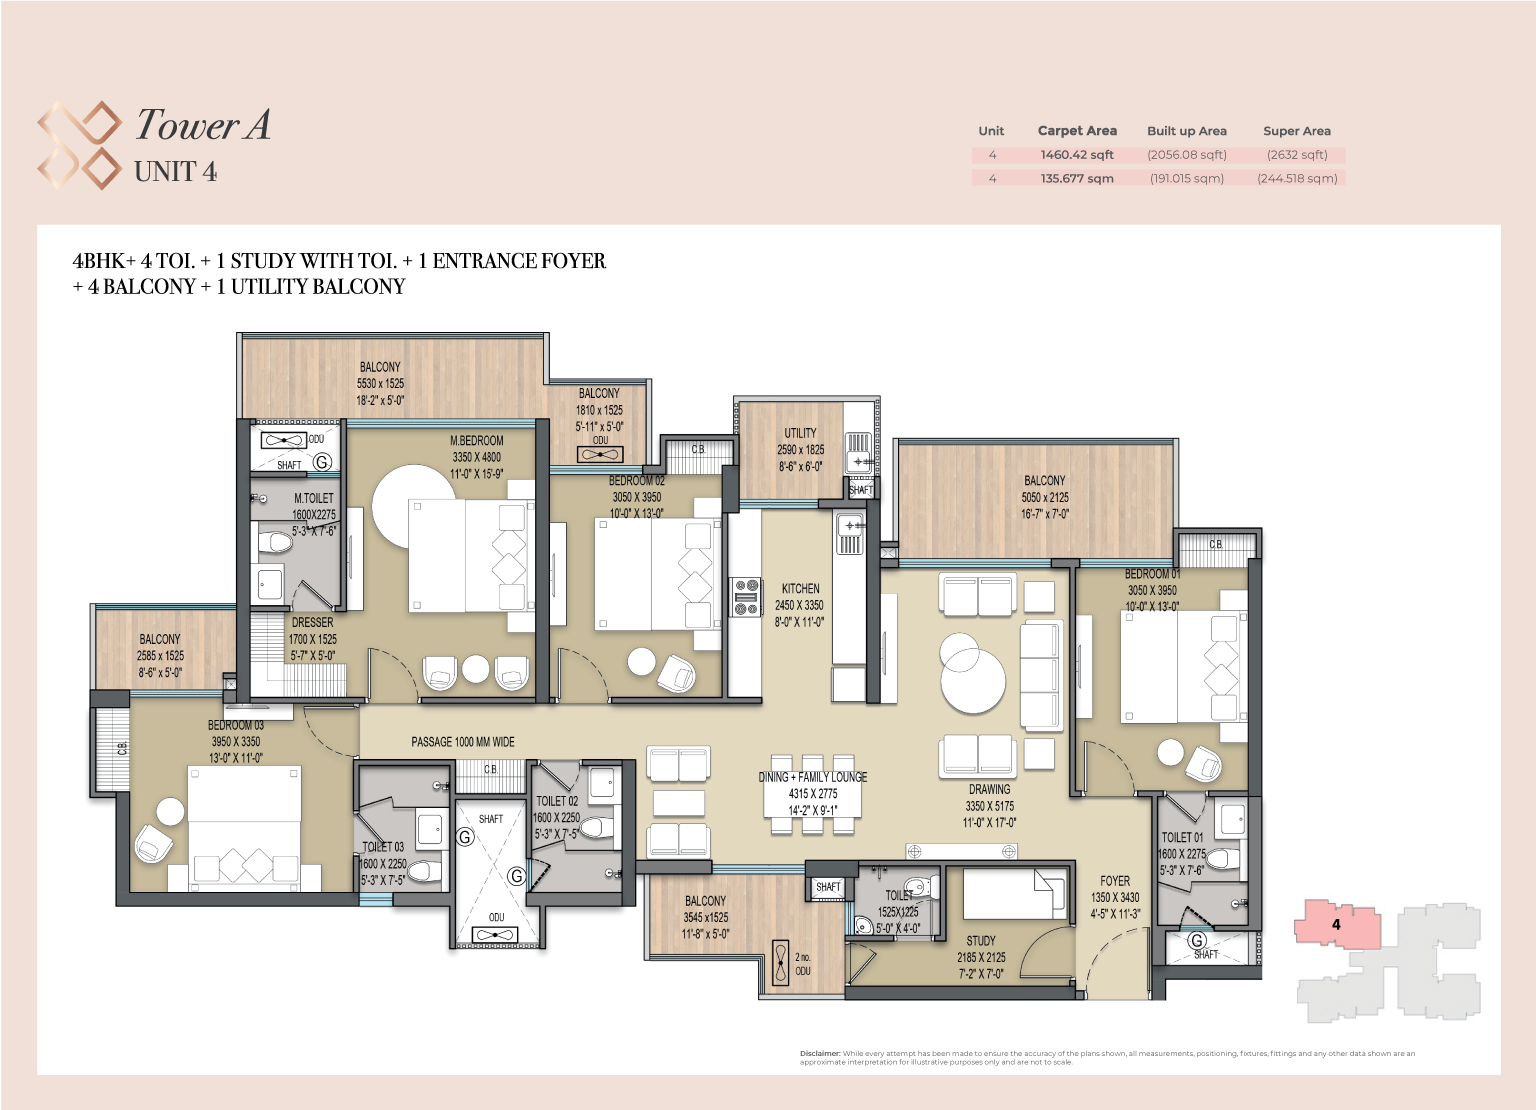 Tower A
UNIT 4
Unit Carpet Area Built up Area Super Area
4 1460.42 sqft (2056.08 sqft) (2632 sqft)
4 135.677 sqm (191.015 sqm) (244.518 sqm)
4BHK+ 4 TOI. + 1 STUDY WITH TOI. + 1 ENTRANCE FOYER
+ 4 BALCONY + 1 UTILITY BALCONY
BALCONY
5530 x 1525
18'-2" x 5'-0"
BALCONY
1810 x 1525
5'-11" x 5'-0"
ODU
ODU
SHAFT
G
M.BEDROOM
3350 X 4800
11'-0" X 15'-9"
C.B.
UTILITY
2590 x 1825
8'-6" x 6'-0"
SHAFT
BALCONY
5050 x 2125
16'-7" x 7'-0"
C.B.
M.TOILET
1600X2275
5'-3" X 7'-6"
BEDROOM 02
3050 X 3950
10'-0" X 13'-0"
KITCHEN
2450 X 3350
8'-0" X 11'-0"
BEDROOM 01
3050 X 3950
10'-0" X 13'-0"
DRESSER
1700 X 1525
5'-7" X 5'-0"
BALCONY
2585 x 1525
8'-6" x 5'-0"
BEDROOM 03
3950 X 3350
13'-0" X 11'-0"
C.B.
PASSAGE 1000 MM WIDE
C.B.
DINING + FAMILY LOUNGE
4315 X 2775
14'-2" X 9'-1"
DRAWING
3350 X 5175
11'-0" X 17'-0"
TOILET 02
1600 X 2250
5'-3" X 7'-5"
SHAFT
G
G
ODU
TOILET 03
1600 X 2250
5'-3" X 7'-5"
TOILET 01
1600 X 2275
5'-3" X 7'-6"
BALCONY
3545 x1525
11'-8" x 5'-0"
SHAFT
2 no.
ODU
TOILET
1525X1225
5'-0" X 4'-0"
STUDY
2185 X 2125
7'-2" X 7'-0"
FOYER
1350 X 3430
4'-5" X 11'-3"
G
SHAFT
4
Disclaimer: While every attempt has been made to ensure the accuracy of the plans shown, all measurements, positioning, fixtures, fittings and any other data shown are an
approximate interpretation for illustrative purposes only and are not to scale.